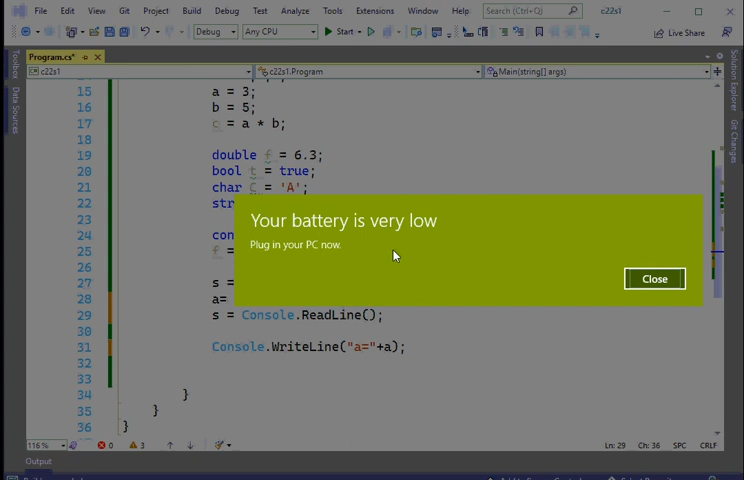 File Edit View Git Project Build Debug Test Analyze Tools Extensions Window Help Search (Ctrl+Q) c22s1
Debug Any CPU Start Live Share
Program.cs*
c22s1 c22s1.Program Main(string[] args)
Toolbox
Data Sources
Solution Explorer
Git Changes
15 a = 3;
16 b = 5;
17 c = a * b;
18
19 double f = 6.3;
20 bool t = true;
21 char C = 'A';
22 str
23
24 con
25 f =
26
27 s =
28 a=
29 s = Console.ReadLine();
30
31 Console.WriteLine("a="+a);
32
33
34 }
35 }
36 }
Your battery is very low
Plug in your PC now.
Close
116 % 0 3 Ln: 29 Ch: 36 SPC CRLF
Output